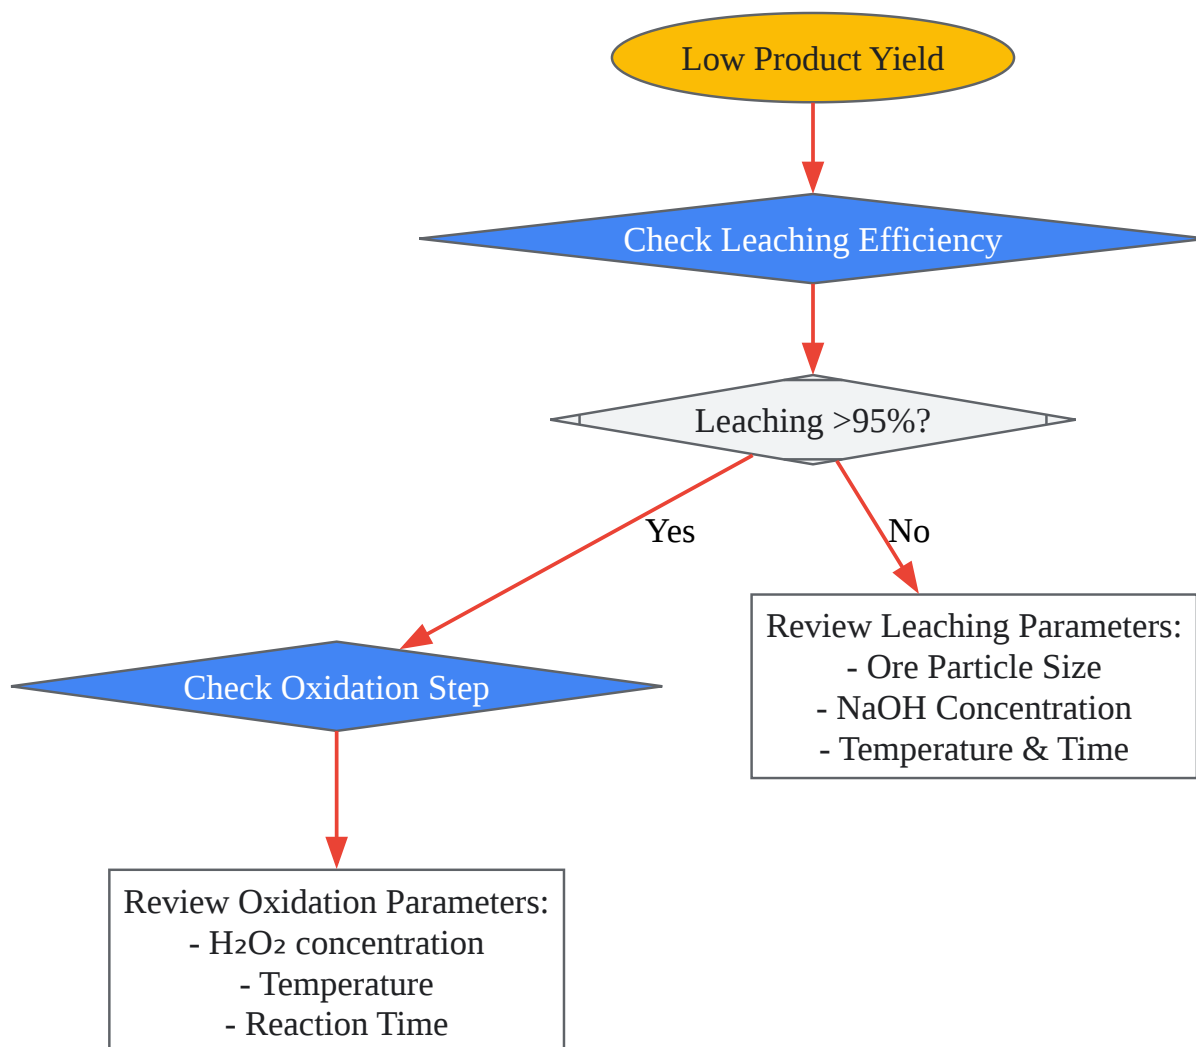 Low Product Yield
Check Leaching Efficiency
Leaching >95%?
Yes
No
Review Leaching Parameters:
- Ore Particle Size
- NaOH Concentration
- Temperature & Time
Check Oxidation Step
Review Oxidation Parameters:
- H₂O₂ concentration
- Temperature
- Reaction Time